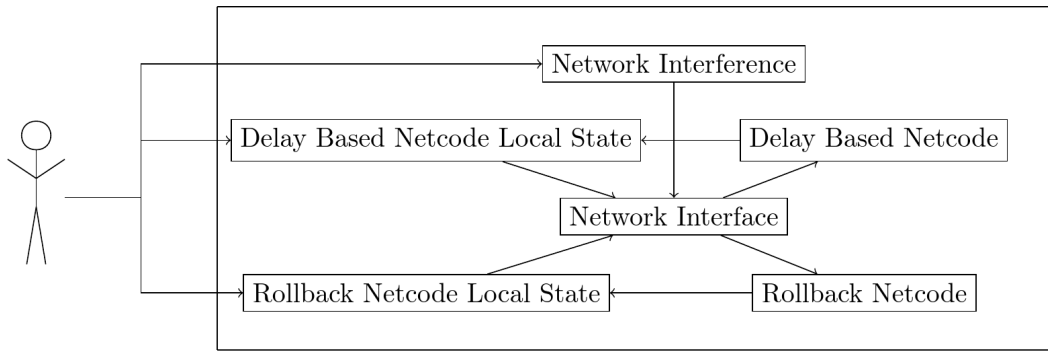 Network Interference
Delay Based Netcode Local State
Delay Based Netcode
Network Interface
Rollback Netcode Local State
Rollback Netcode